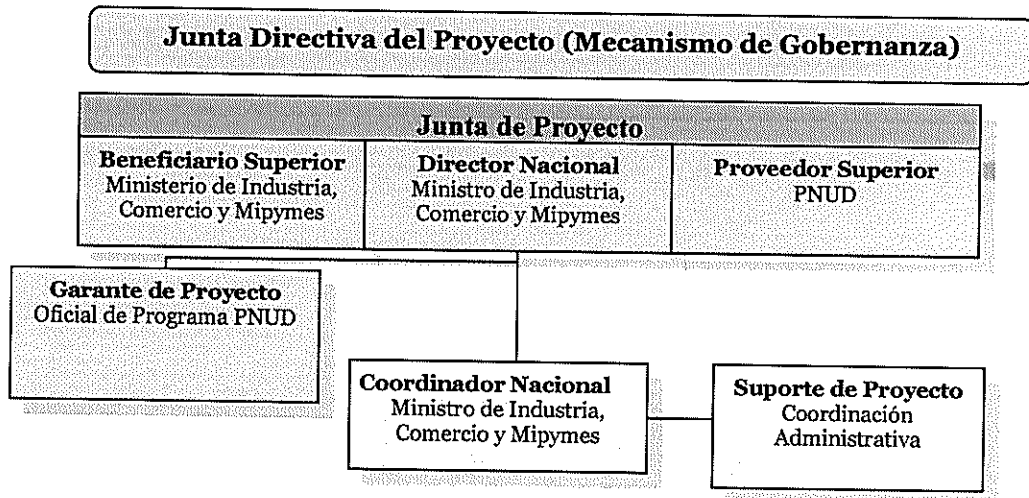 Junta Directiva del Proyecto (Mecanismo de Gobernanza)
Junta de Proyecto
Beneficiario Superior
Ministerio de Industria,
Comercio y Mipymes
Director Nacional
Ministro de Industria,
Comercio y Mipymes
Proveedor Superior
PNUD
Garante de Proyecto
Oficial de Programa PNUD
Coordinador Nacional
Ministro de Industria,
Comercio y Mipymes
Suporte de Proyecto
Coordinación
Administrativa